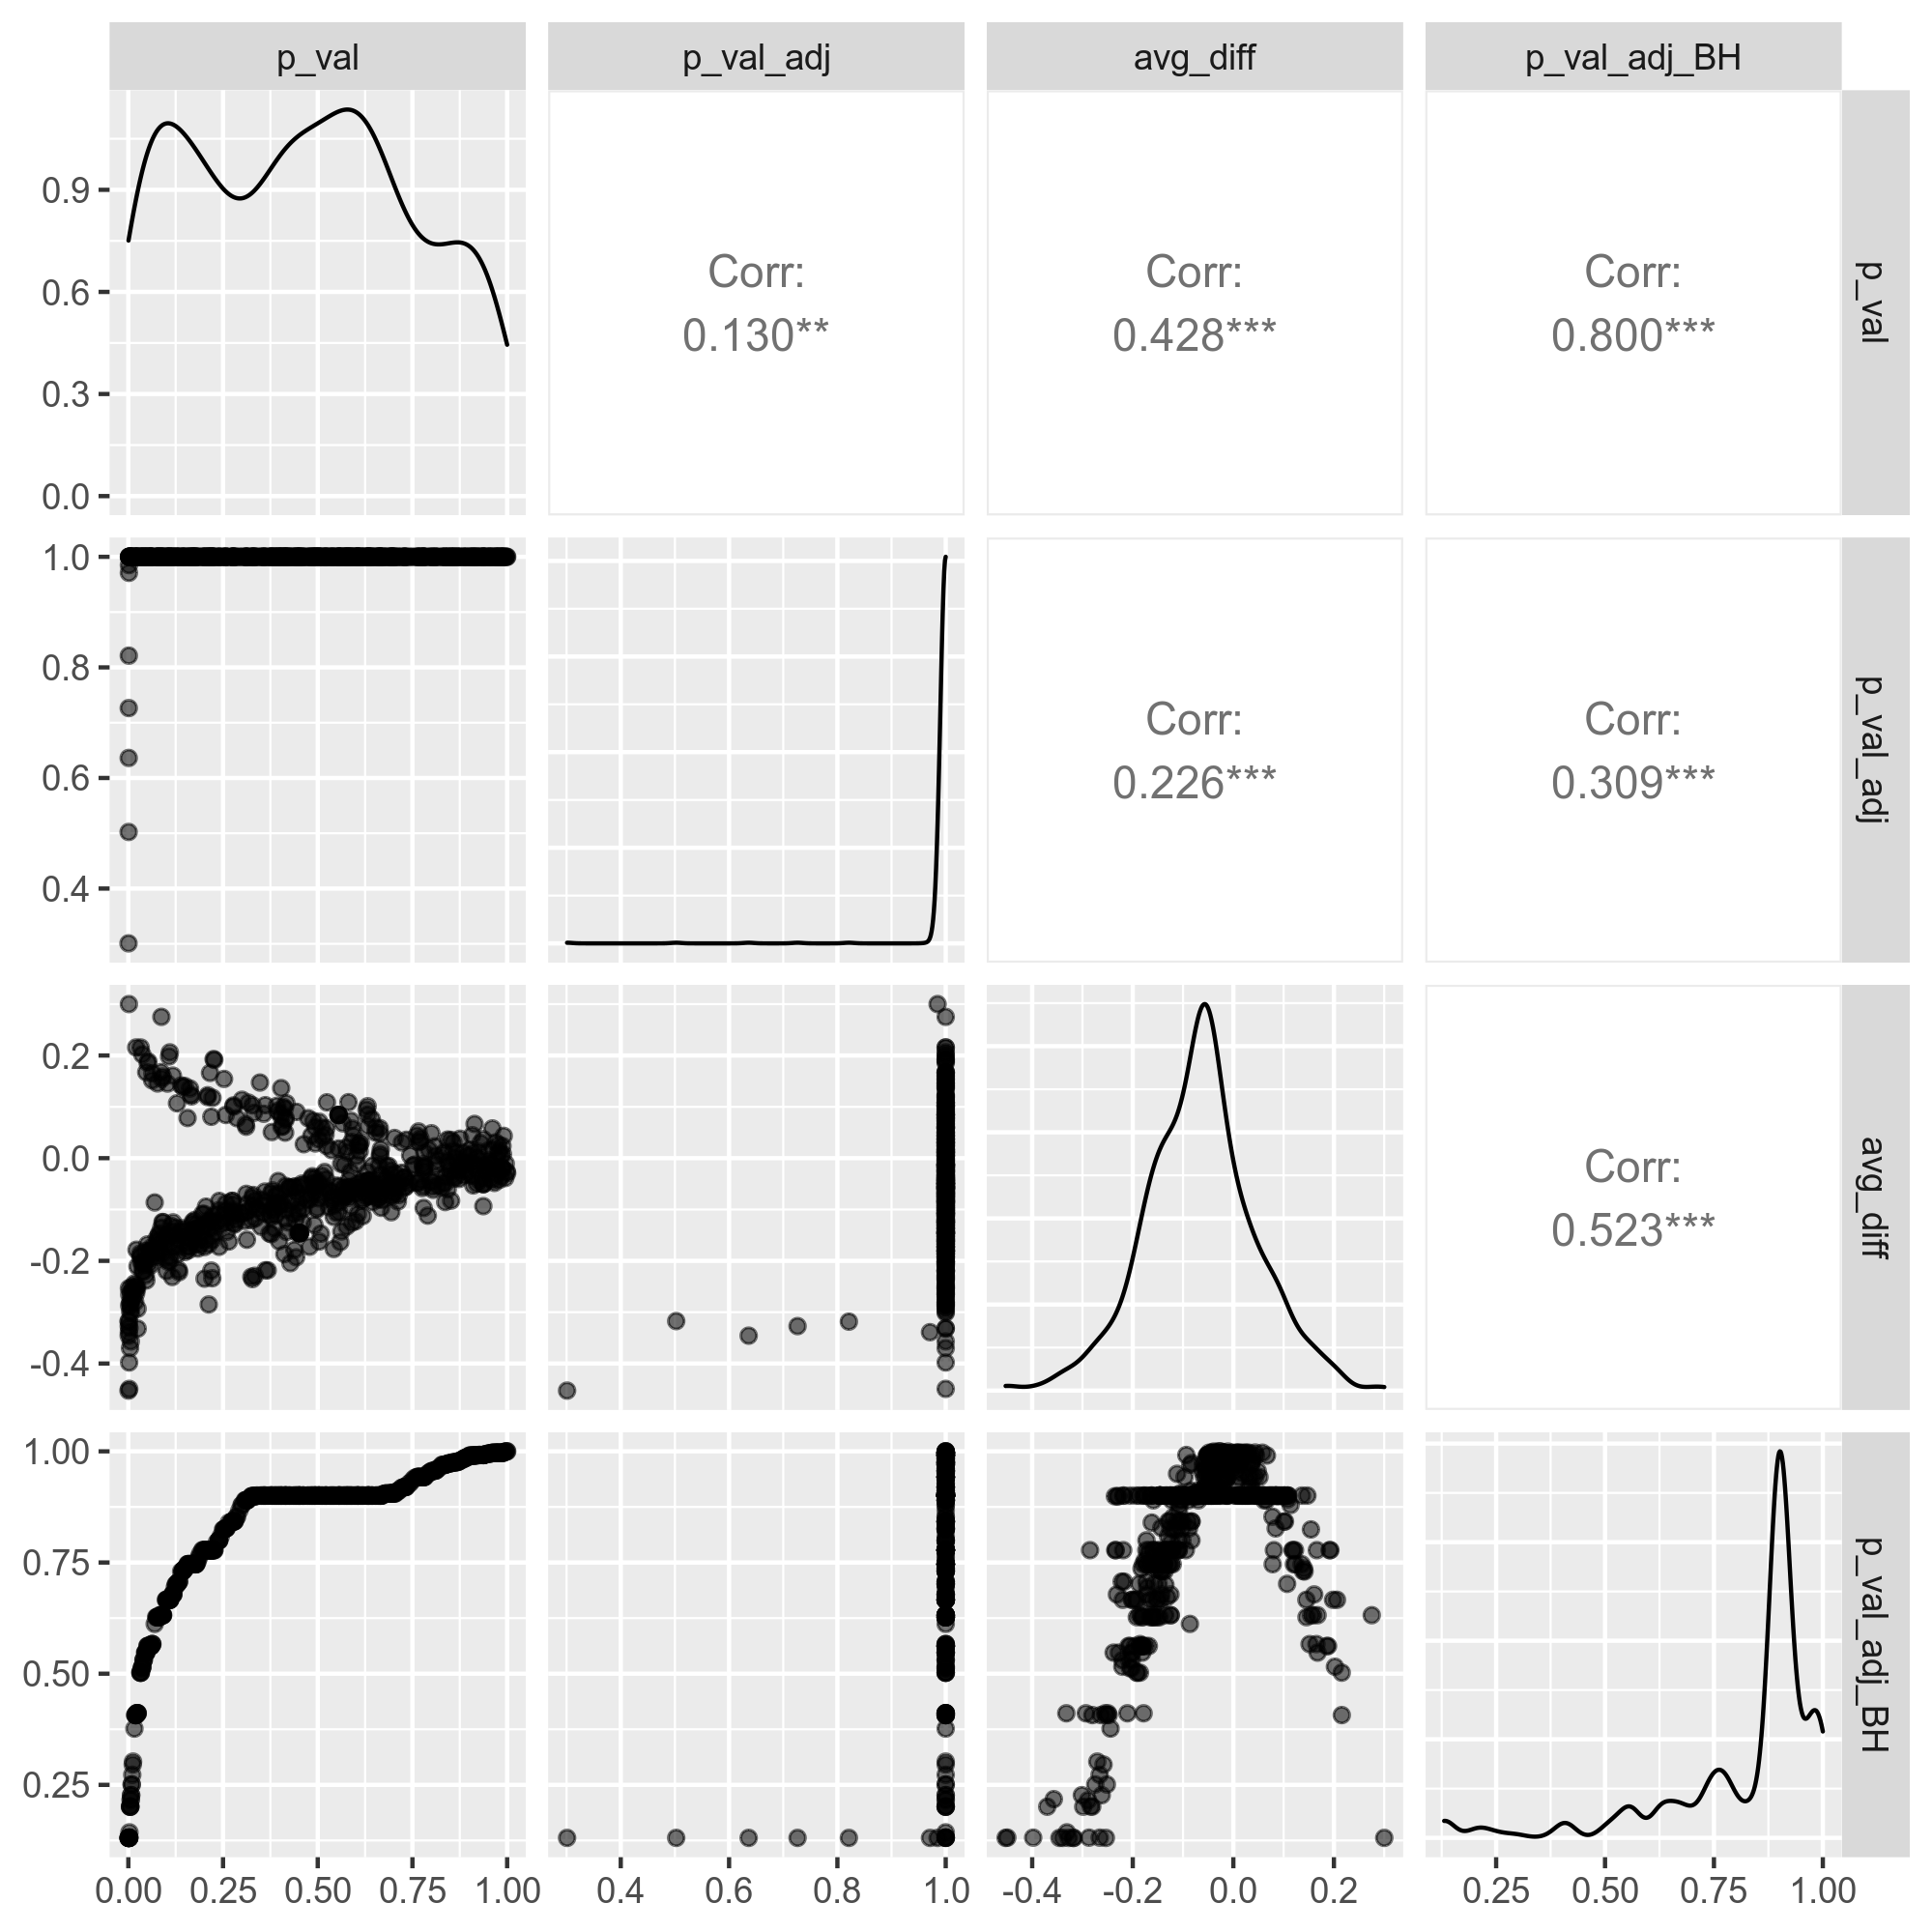 p_val
p_val_adj
avg_diff
p_val_adj_BH
0.9
0.6
0.3
0.0
Corr:
0.130**
Corr:
0.428***
Corr:
0.800***
p_val
1.0
0.8
0.6
0.4
Corr:
0.226***
Corr:
0.309***
p_val_adj
0.2
0.0
-0.2
-0.4
Corr:
0.523***
avg_diff
1.00
0.75
0.50
0.25
p_val_adj_BH
0.00 0.25 0.50 0.75 1.00
0.4 0.6 0.8 1.0
-0.4 -0.2 0.0 0.2
0.25 0.50 0.75 1.00